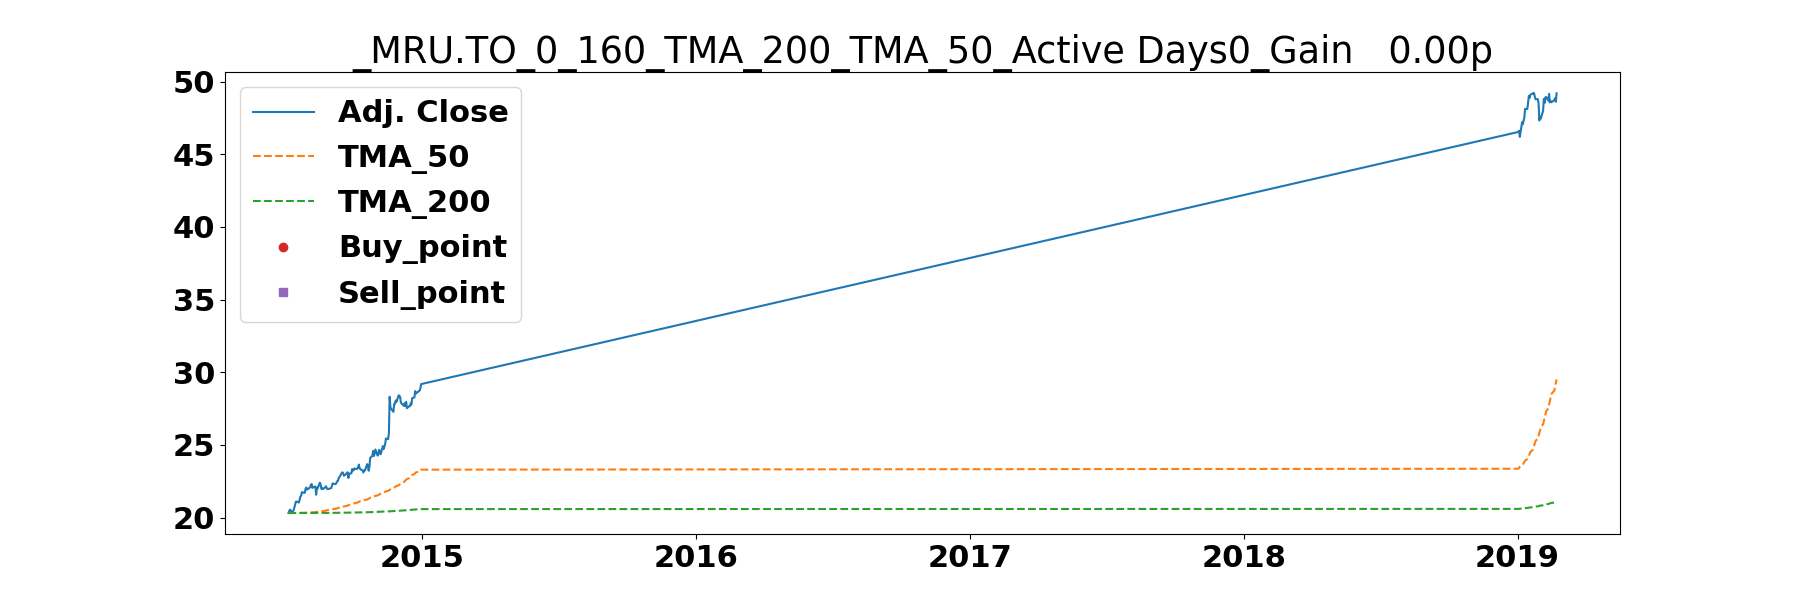 _MRU.TO_0_160_TMA_200_TMA_50_Active Days0_Gain   0.00p
50
45
40
35
30
25
20
Adj. Close
TMA_50
TMA_200
Buy_point
Sell_point
2015 2016 2017 2018 2019